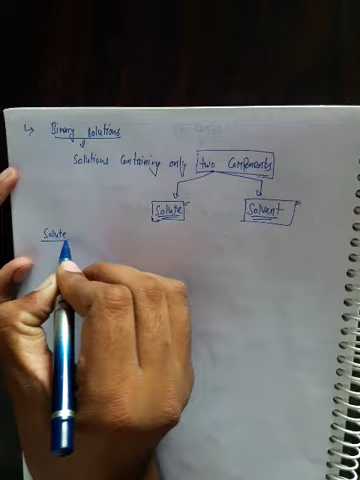 ↳ Binary solutions
⇓
Solutions Containing only two Components
Solute Solvent
Solute